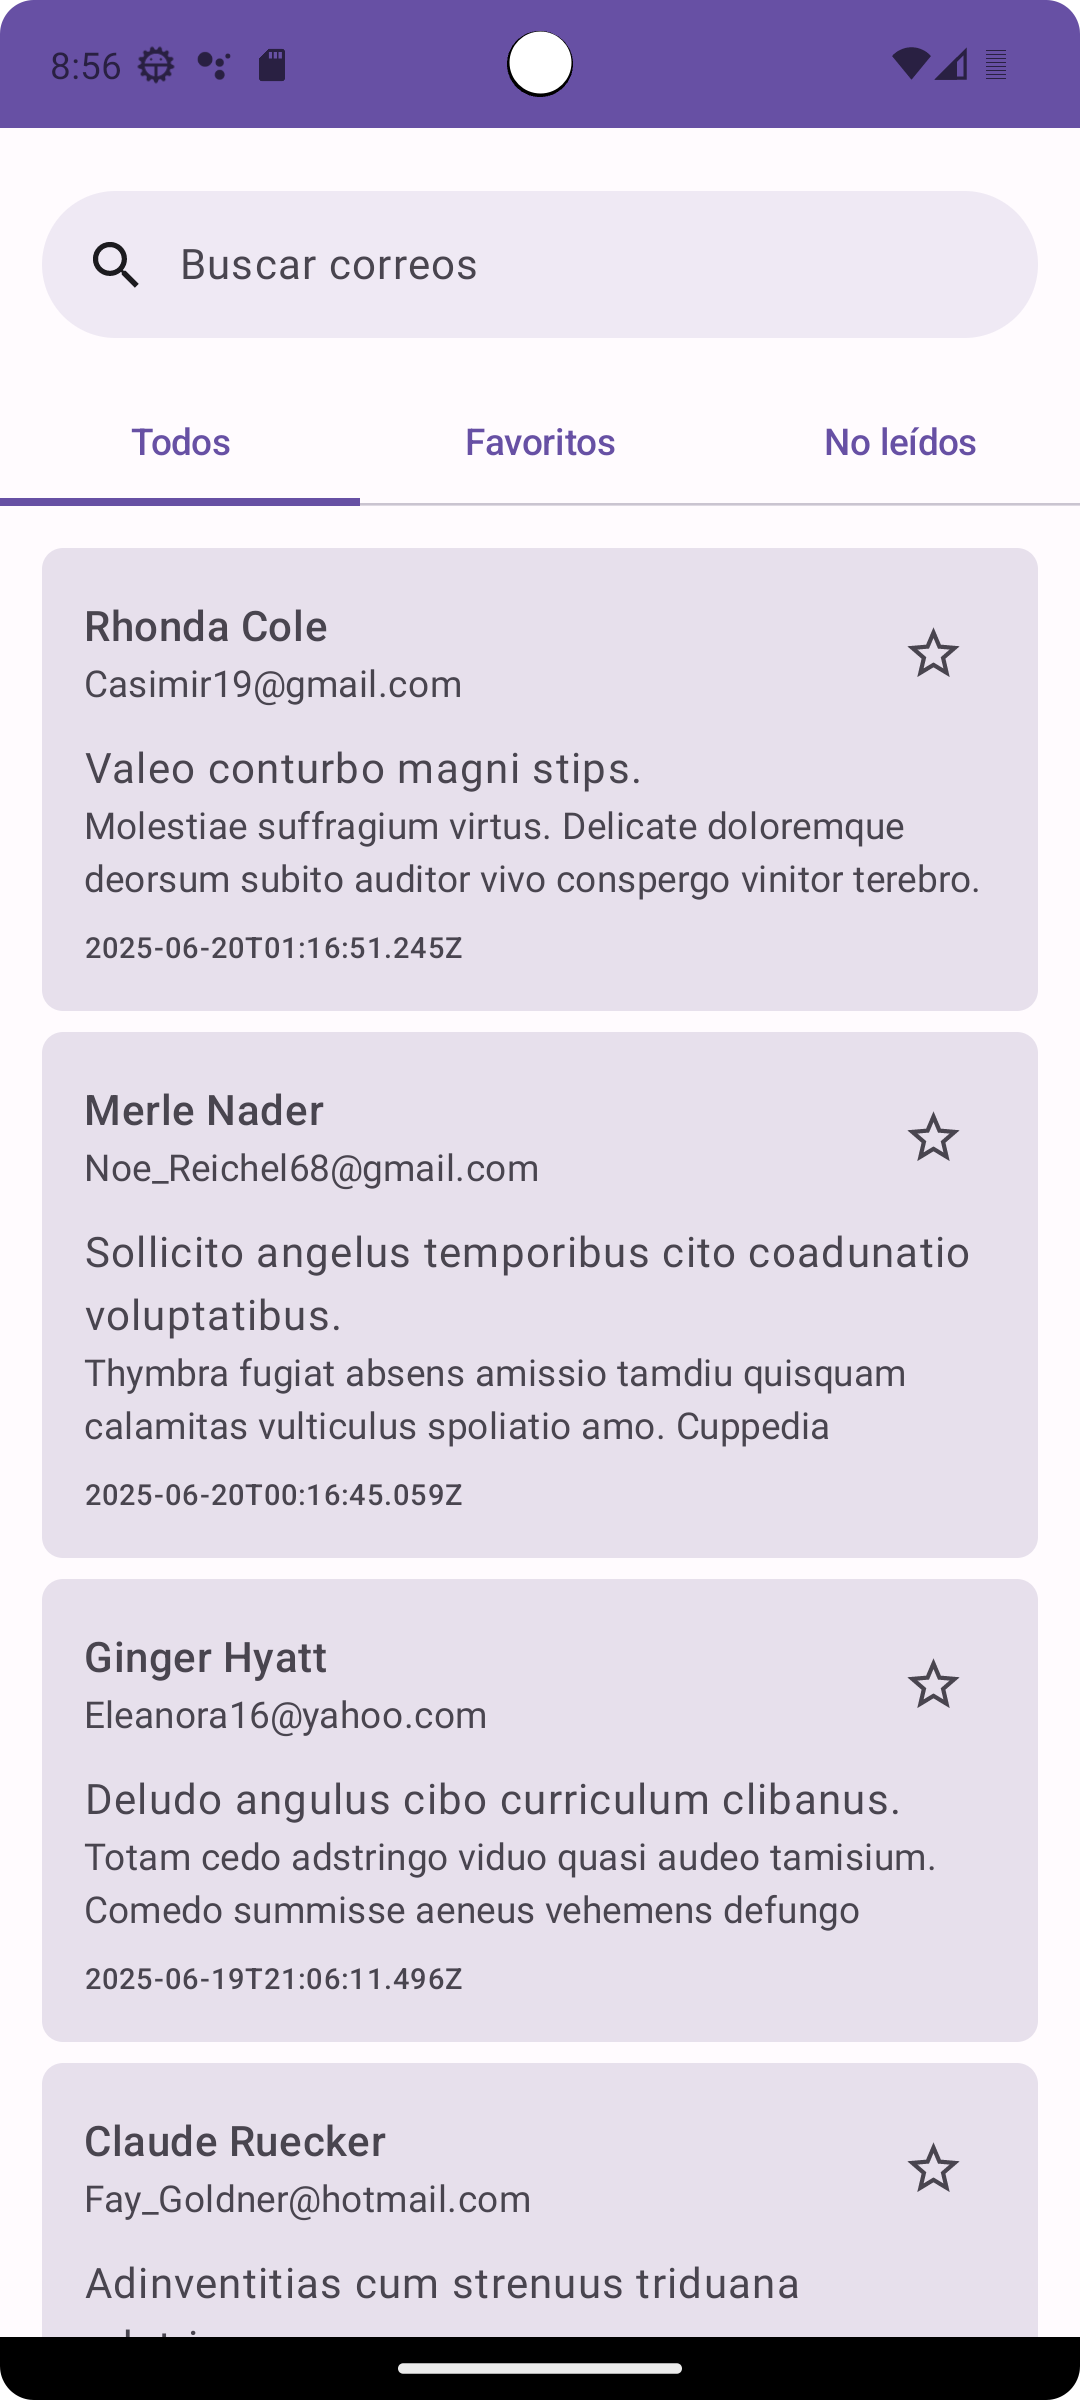 8:56
Buscar correos
Todos Favoritos No leídos
Rhonda Cole
Casimir19@gmail.com
Valeo conturbo magni stips.
Molestiae suffragium virtus. Delicate doloremque
deorsum subito auditor vivo conspergo vinitor terebro.
2025-06-20T01:16:51.245Z
Merle Nader
Noe_Reichel68@gmail.com
Sollicito angelus temporibus cito coadunatio
voluptatibus.
Thymbra fugiat absens amissio tamdiu quisquam
calamitas vulticulus spoliatio amo. Cuppedia
2025-06-20T00:16:45.059Z
Ginger Hyatt
Eleanora16@yahoo.com
Deludo angulus cibo curriculum clibanus.
Totam cedo adstringo viduo quasi audeo tamisium.
Comedo summisse aeneus vehemens defungo
2025-06-19T21:06:11.496Z
Claude Ruecker
Fay_Goldner@hotmail.com
Adinventitias cum strenuus triduana